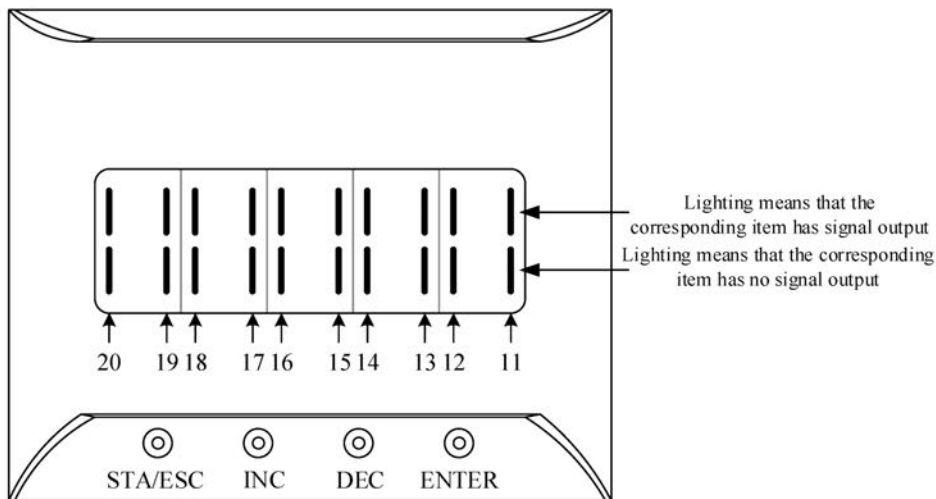 Lighting means that the
corresponding item has signal output
Lighting means that the corresponding
item has no signal output
20 19 18 17 16 15 14 13 12 11
STA/ESC INC DEC ENTER